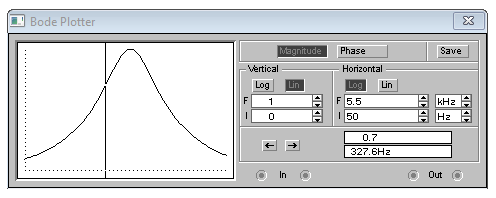 Bode Plotter
Magnitude Phase Save
Vertical Horizontal
Log Lin Log Lin
F 1 F 5.5 kHz
I 0 I 50 Hz
← → 0.7
327.6Hz
In Out